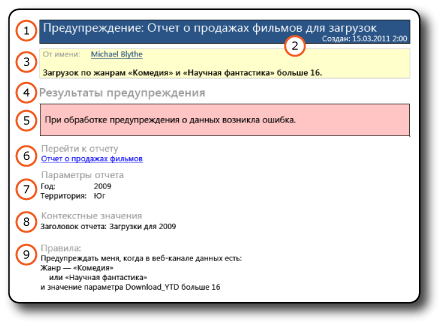 1 Предупреждение: Отчет о продажах фильмов для загрузок
2 Создан: 15.03.2011 2:00
3 От имени: Michael Blythe
Загрузок по жанрам «Комедия» и «Научная фантастика» больше 16.
4 Результаты предупреждения
5 При обработке предупреждения о данных возникла ошибка.
6 Перейти к отчету
Отчет о продажах фильмов
7 Параметры отчета
Год: 2009
Территория: Юг
8 Контекстные значения
Заголовок отчета: Загрузки для 2009
9 Правила:
Предупреждать меня, когда в веб-канале данных есть:
Жанр — «Комедия»
или «Научная фантастика»
и значение параметра Download_YTD больше 16